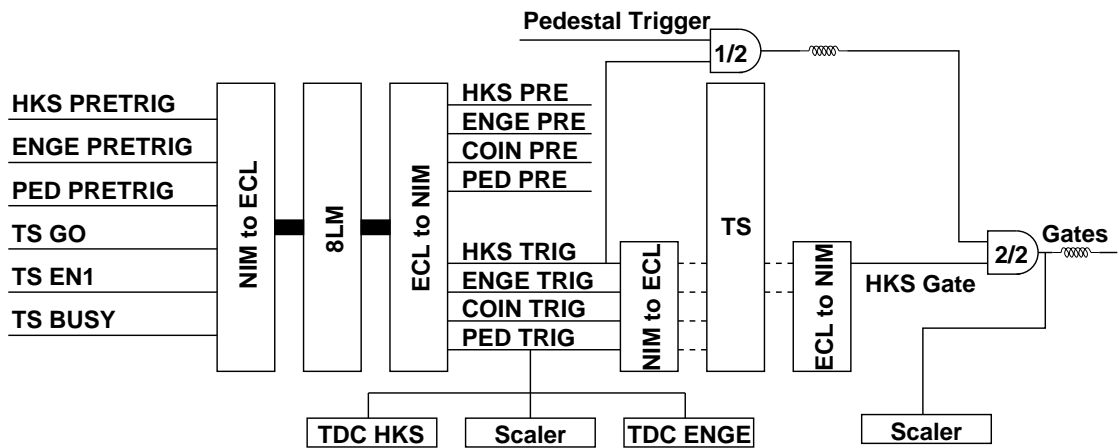 Pedestal Trigger
1/2
HKS PRETRIG
ENGE PRETRIG
PED PRETRIG
TS GO
TS EN1
TS BUSY
NIM to ECL
8LM
ECL to NIM
HKS PRE
ENGE PRE
COIN PRE
PED PRE
HKS TRIG
ENGE TRIG
COIN TRIG
PED TRIG
NIM to ECL
TS
ECL to NIM
HKS Gate
2/2
Gates
TDC HKS
Scaler
TDC ENGE
Scaler